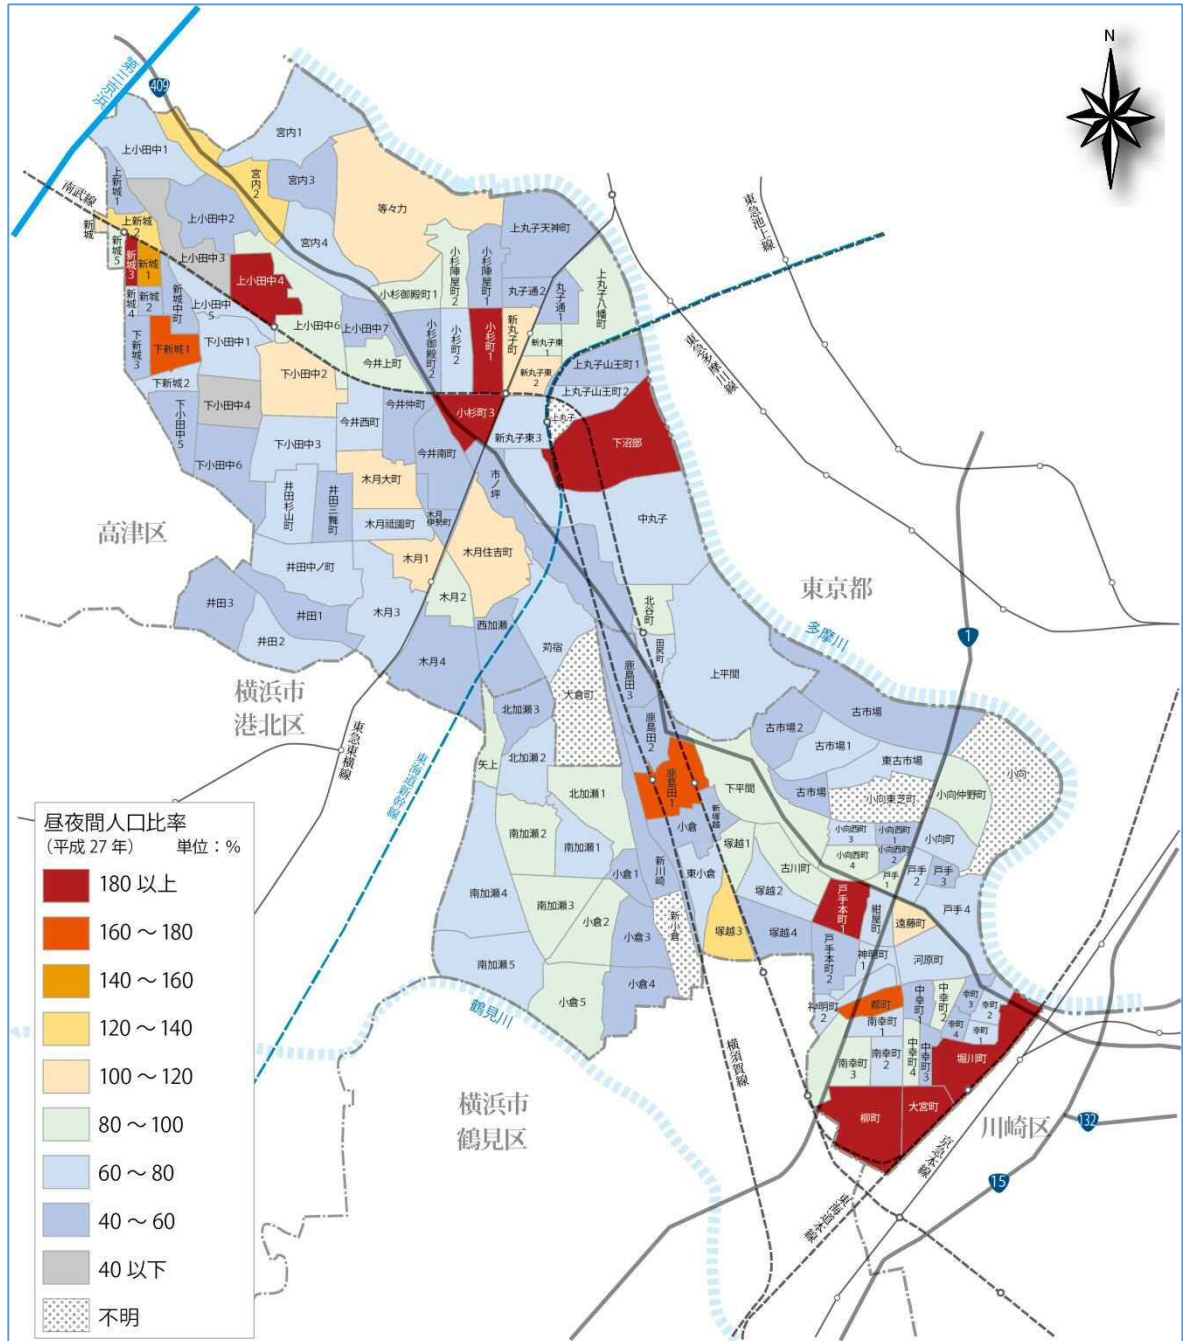 N
第三京浜
409
宮内1
上小田中1
宮内2
宮内3
等々力
上新城1
南武線
上小田中2
宮内4
上丸子天神町
東急池上線
新城
上新城2
新城5
新城3
新城1
上小田中3
上小田中4
小杉陣屋町2
小杉陣屋町1
上丸子八幡町
丸子通2
丸子通1
小杉御殿町1
新城4
新城2
新城中町
上小田中5
上小田中6
上小田中7
小杉御殿町2
小杉町2
小杉町1
新丸子町
新丸子東1
新丸子東2
上丸子山王町1
上丸子山王町2
東急多摩川線
下新城3
下新城1
下小田中1
今井上町
下新城2
下小田中2
下小田中4
今井仲町
今井西町
小杉町3
上丸子
下沼部
新丸子東3
下小田中5
下小田中3
下小田中6
今井南町
市ノ坪
木月大町
井田杉山町
井田三舞町
木月伊勢町
木月祗園町
中丸子
高津区
木月住吉町
木月1
井田中ノ町
東京都
井田3
井田1
井田2
木月3
木月2
北谷町
多摩川
1
西加瀬
苅宿
田尻町
木月4
上平間
横浜市
港北区
大倉町
鹿島田3
北加瀬3
鹿島田2
古市場2
古市場
古市場1
東急東横線
東海道新幹線
矢上
北加瀬2
東古市場
小向
鹿島田1
下平間
古市場
小向東芝町
小向仲野町
北加瀬1
新塚越
小倉
南加瀬2
南加瀬1
小向西町3
小向西町1
小向西町2
小向町
塚越1
小向西町4
古川町
小倉1
新川崎
東小倉
塚越2
戸手1
戸手2
戸手3
南加瀬4
南加瀬3
小倉2
新小倉
戸手本町1
紺屋町
遠藤町
戸手4
小倉3
塚越3
塚越4
戸手本町2
神明町1
河原町
南加瀬5
小倉4
小倉5
鶴見川
神明町2
都町
中幸町1
中幸町2
幸町3
幸町2
幸町4
幸町1
南幸町1
南幸町3
南幸町2
中幸町4
中幸町3
堀川町
横須賀線
柳町
大宮町
横浜市
鶴見区
川崎区
132
京急本線
15
東海道本線
昼夜間人口比率
(平成 27 年) 単位：%
180 以上
160 ～ 180
140 ～ 160
120 ～ 140
100 ～ 120
80 ～ 100
60 ～ 80
40 ～ 60
40 以下
不明